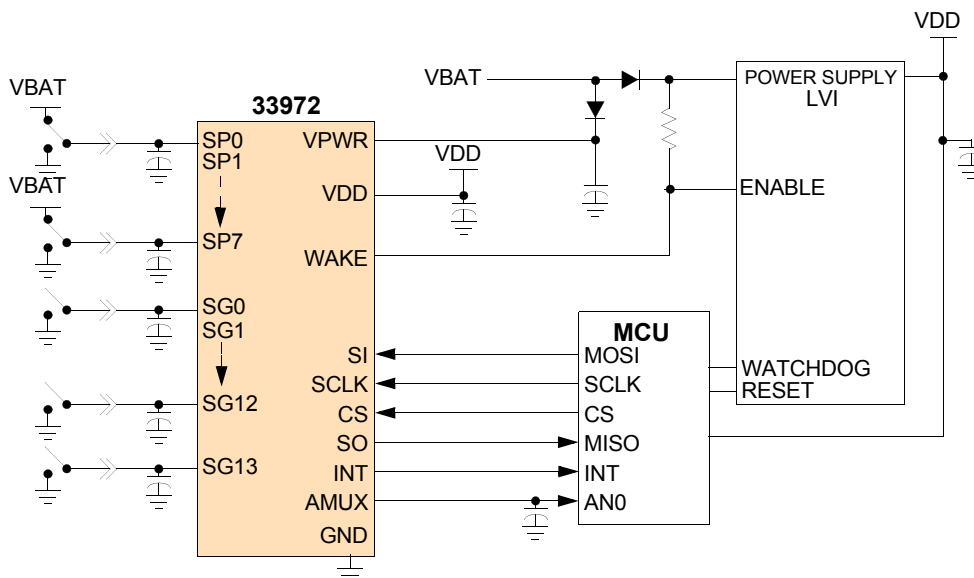 VDD
VBAT
VBAT
POWER SUPPLY
LVI
33972
SP0
SP1
VPWR
VDD
VDD
ENABLE
VBAT
SP7
WAKE
SG0
SG1
MCU
SI
MOSI
SCLK
SCLK
WATCHDOG
RESET
SG12
CS
CS
SO
MISO
SG13
INT
INT
AMUX
AN0
GND